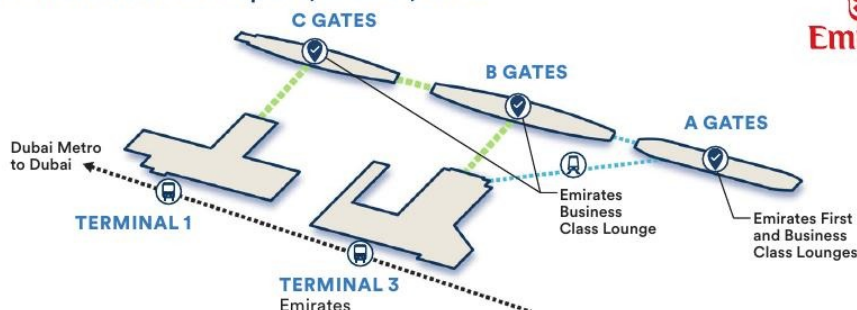 C GATES
B GATES
A GATES
Dubai Metro
to Dubai
TERMINAL 1
Emirates
Business
Class Lounge
Emirates First
and Business
Class Lounges
TERMINAL 3
Emirates